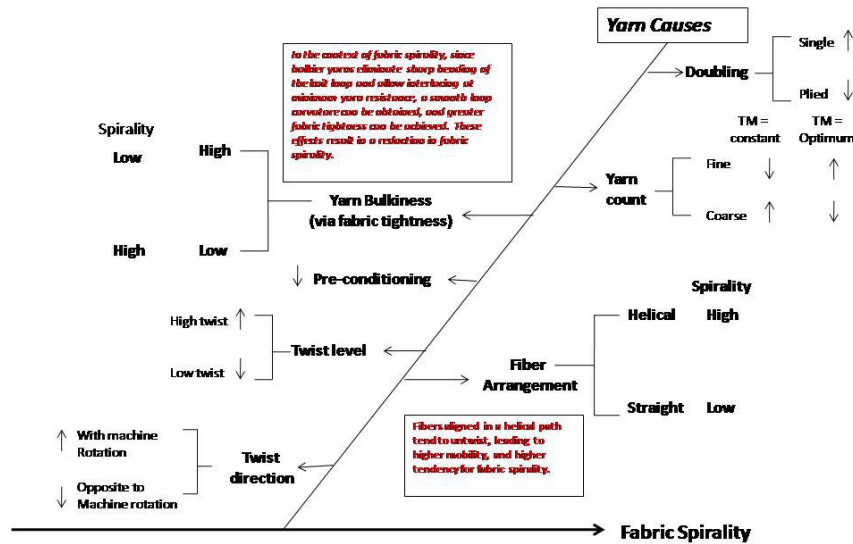 Yarn Causes
In the context of fabric spirality, since
bulkier yarns eliminate sharp bending of
the knit loop and allow interlacing at
minimum yarn resistance, a smooth loop
curvature can be obtained, and greater
fabric tightness can be achieved. These
effects result in a reduction in fabric
spirality.
Doubling
Single ↑
Plied ↓
TM = constant
TM = Optimum
Yarn
count
Fine ↓ ↑
Coarse ↑ ↓
Spirality
Low High
High Low
Yarn Bulkiness
(via fabric tightness)
↓ Pre-conditioning
High twist ↑
Low twist ↓
Twist level
Spirality
Helical High
Straight Low
Fiber
Arrangement
Fibers aligned in a helical path
tend to untwist, leading to
higher mobility, and higher
tendency for fabric spirality.
↑ With machine
Rotation
↓ Opposite to
Machine rotation
Twist
direction
Fabric Spirality